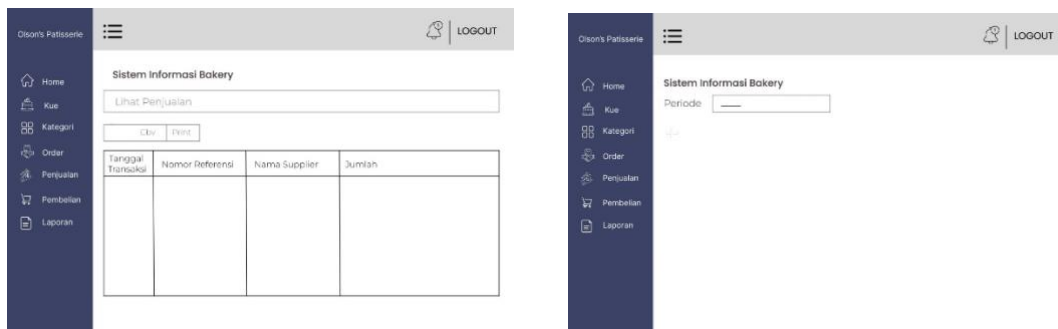 Olson's Patisserie
LOGOUT
Home
Kue
Kategori
Order
Penjualan
Pembelian
Laporan
Sistem Informasi Bakery
Lihat Penjualan
Csv Print
Tanggal Transaksi
Nomor Referensi
Nama Supplier
Jumlah
Olson's Patisserie
LOGOUT
Home
Kue
Kategori
Order
Penjualan
Pembelian
Laporan
Sistem Informasi Bakery
Periode